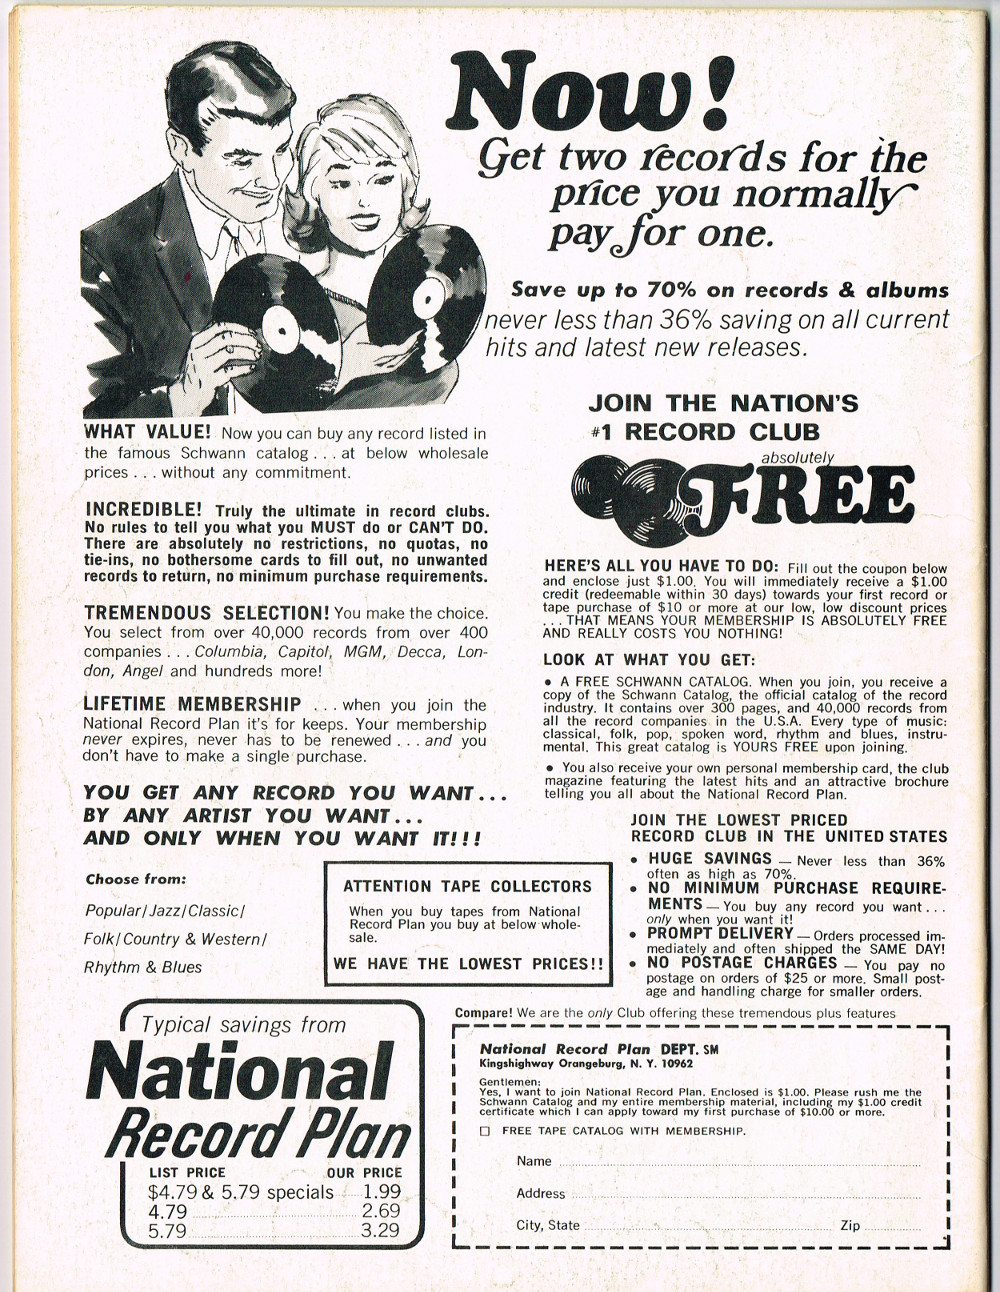 Now!
Get two records for the
price you normally
pay for one.
Save up to 70% on records & albums
never less than 36% saving on all current
hits and latest new releases.
WHAT VALUE! Now you can buy any record listed in
the famous Schwann catalog . . . at below wholesale
prices . . . without any commitment.
INCREDIBLE! Truly the ultimate in record clubs.
No rules to tell you what you MUST do or CAN'T DO.
There are absolutely no restrictions, no quotas, no
tie-ins, no bothersome cards to fill out, no unwanted
records to return, no minimum purchase requirements.
TREMENDOUS SELECTION! You make the choice.
You select from over 40,000 records from over 400
companies . . . Columbia, Capitol, MGM, Decca, Lon-
don, Angel and hundreds more!
LIFETIME MEMBERSHIP . . . when you join the
National Record Plan it's for keeps. Your membership
never expires, never has to be renewed . . . and you
don't have to make a single purchase.
YOU GET ANY RECORD YOU WANT . . .
BY ANY ARTIST YOU WANT . . .
AND ONLY WHEN YOU WANT IT!!!
Choose from:
Popular/Jazz/Classic/
Folk/Country & Western/
Rhythm & Blues
ATTENTION TAPE COLLECTORS
When you buy tapes from National
Record Plan you buy at below whole-
sale.
WE HAVE THE LOWEST PRICES!!
Typical savings from
National
Record Plan
LIST PRICE OUR PRICE
$4.79 & 5.79 specials 1.99
4.79 2.69
5.79 3.29
JOIN THE NATION'S
#1 RECORD CLUB
absolutely
FREE
HERE'S ALL YOU HAVE TO DO: Fill out the coupon below
and enclose just $1.00. You will immediately receive a $1.00
credit (redeemable within 30 days) towards your first record or
tape purchase of $10 or more at our low, low discount prices
. . . THAT MEANS YOUR MEMBERSHIP IS ABSOLUTELY FREE
AND REALLY COSTS YOU NOTHING!
LOOK AT WHAT YOU GET:
• A FREE SCHWANN CATALOG. When you join, you receive a
copy of the Schwann Catalog, the official catalog of the record
industry. It contains over 300 pages, and 40,000 records from
all the record companies in the U.S.A. Every type of music:
classical, folk, pop, spoken word, rhythm and blues, instru-
mental. This great catalog is YOURS FREE upon joining.
• You also receive your own personal membership card, the club
magazine featuring the latest hits and an attractive brochure
telling you all about the National Record Plan.
JOIN THE LOWEST PRICED
RECORD CLUB IN THE UNITED STATES
• HUGE SAVINGS — Never less than 36%
often as high as 70%.
• NO MINIMUM PURCHASE REQUIRE-
MENTS — You buy any record you want . . .
only when you want it!
• PROMPT DELIVERY — Orders processed im-
mediately and often shipped the SAME DAY!
• NO POSTAGE CHARGES — You pay no
postage on orders of $25 or more. Small post-
age and handling charge for smaller orders.
Compare! We are the only Club offering these tremendous plus features
National Record Plan DEPT. SM
Kingshighway Orangeburg, N. Y. 10962
Gentlemen:
Yes, I want to join National Record Plan. Enclosed is $1.00. Please rush me the
Schwann Catalog and my entire membership material, including my $1.00 credit
certificate which I can apply toward my first purchase of $10.00 or more.
☐ FREE TAPE CATALOG WITH MEMBERSHIP.
Name
Address
City, State Zip